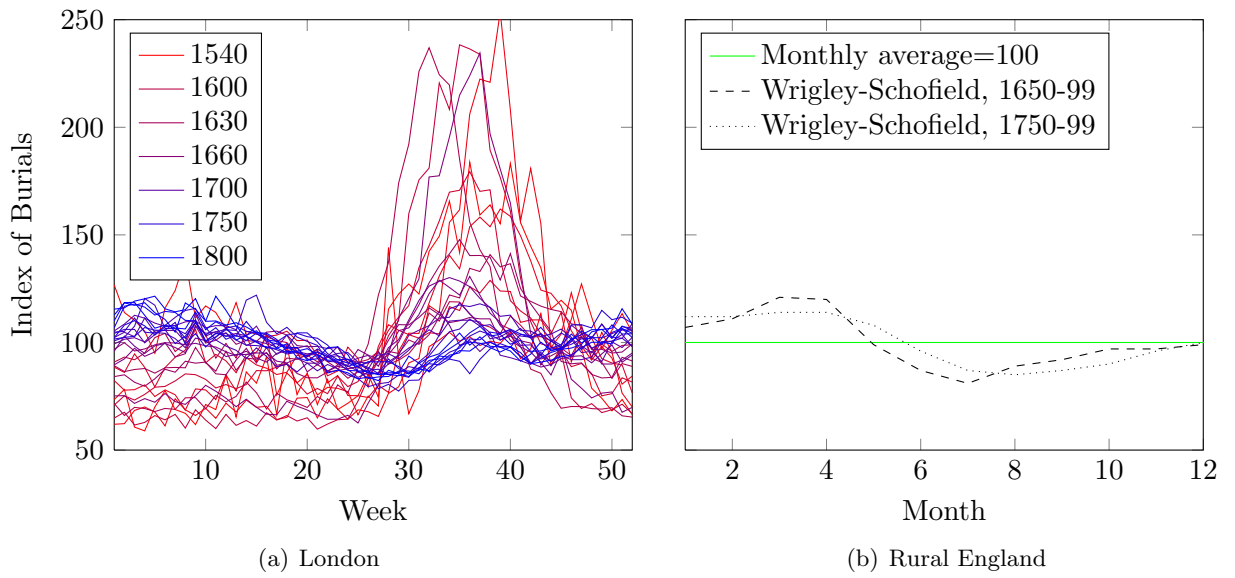 250
200
150
100
50
Index of Burials
1540
1600
1630
1660
1700
1750
1800
10
20
30
40
50
Week
(a) London
Monthly average=100
Wrigley-Schofield, 1650-99
Wrigley-Schofield, 1750-99
2
4
6
8
10
12
Month
(b) Rural England